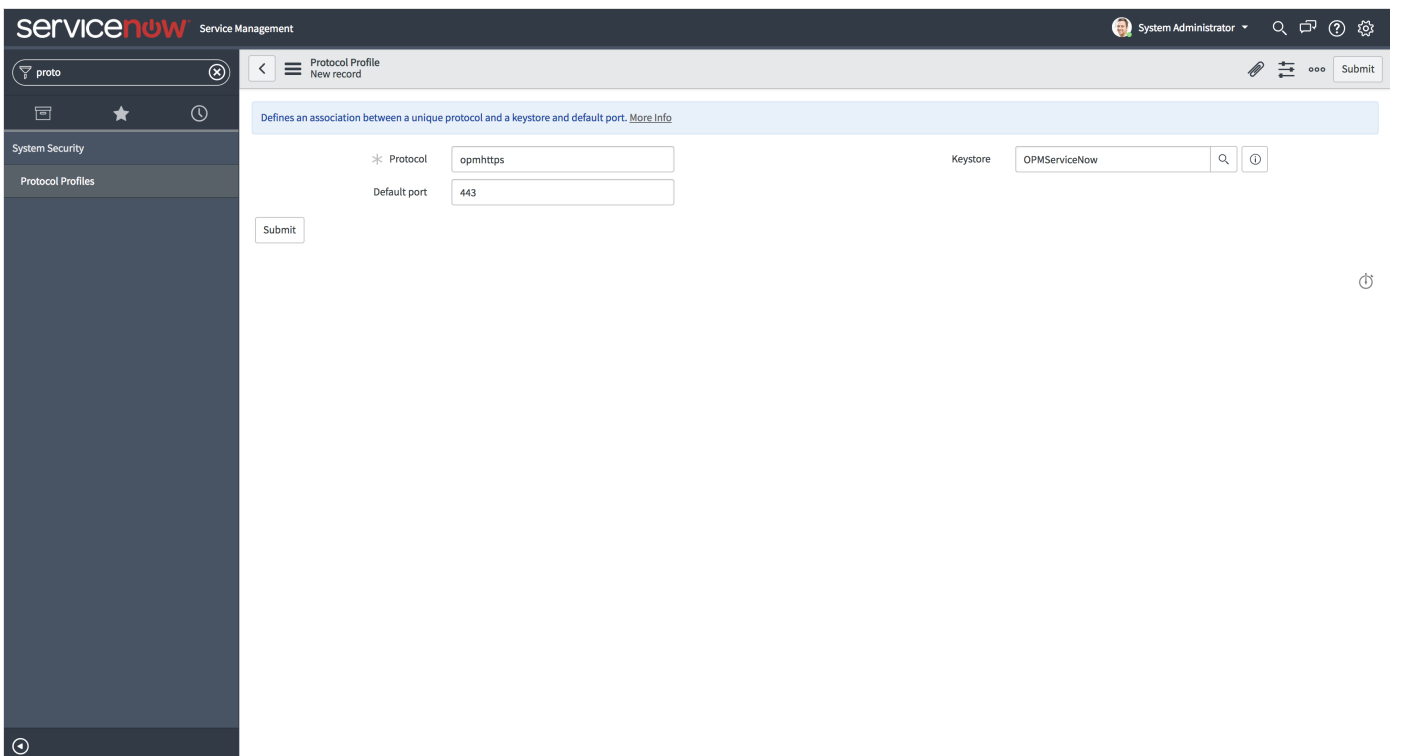 servicenow Service Management
System Administrator
proto
Protocol Profile
New record
Submit
Defines an association between a unique protocol and a keystore and default port. More Info
System Security
Protocol Profiles
Protocol
opmhttps
Keystore
OPMServiceNow
Default port
443
Submit